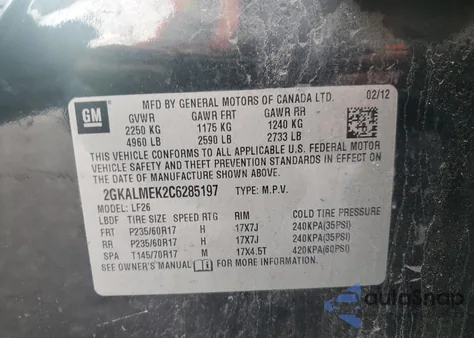 GM
MFD BY GENERAL MOTORS OF CANADA LTD. 02/12
GVWR GAWR FRT GAWR RR
2250 KG 1175 KG 1240 KG
4960 LB 2590 LB 2733 LB
THIS VEHICLE CONFORMS TO ALL APPLICABLE U.S. FEDERAL MOTOR
VEHICLE SAFETY AND THEFT PREVENTION STANDARDS IN EFFECT ON
THE DATE OF MANUFACTURE SHOWN ABOVE.
2GKALMEK2C6285197 TYPE: M.P.V.
MODEL: LF26
LBDF TIRE SIZE SPEED RTG RIM COLD TIRE PRESSURE
FRT P235/60R17 H 17X7J 240KPA(35PSI)
RR P235/60R17 H 17X7J 240KPA(35PSI)
SPA T145/70R17 M 17X4.5T 420KPA(60PSI)
SEE OWNER'S MANUAL FOR MORE INFORMATION.
autoSnap